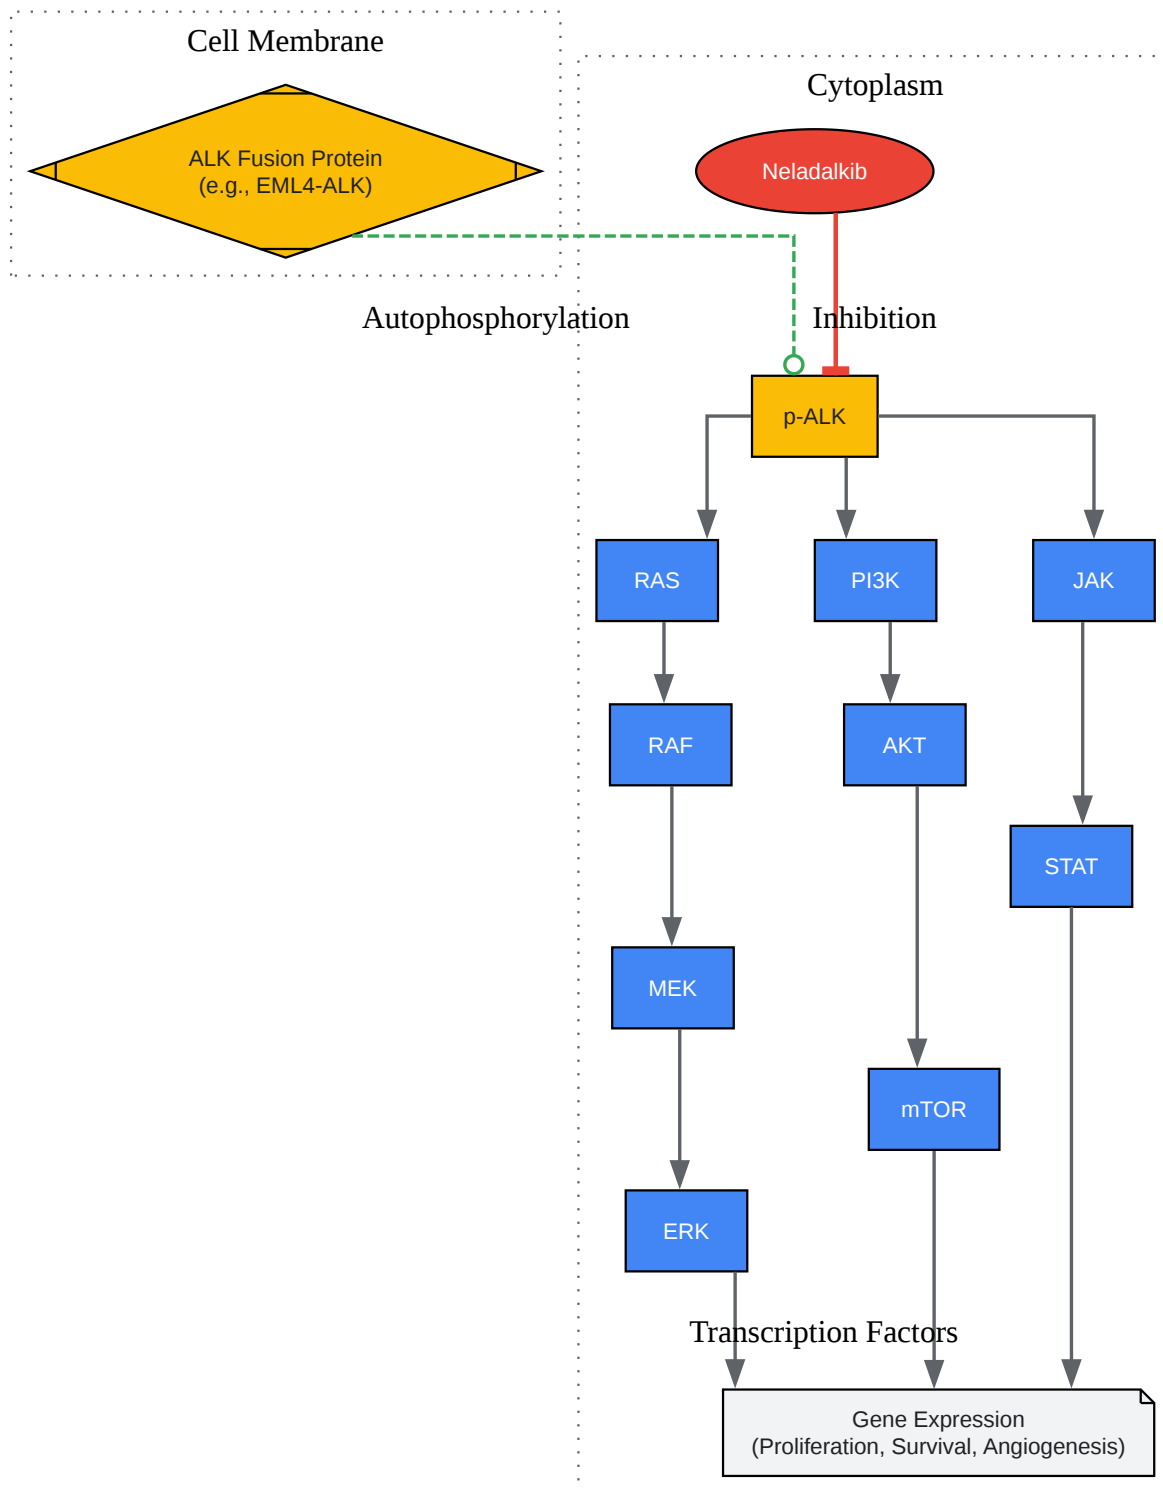 Cell Membrane
Cytoplasm
ALK Fusion Protein
(e.g., EML4-ALK)
Neladalkib
Autophosphorylation
Inhibition
p-ALK
RAS
PI3K
JAK
RAF
AKT
STAT
MEK
mTOR
ERK
Transcription Factors
Gene Expression
(Proliferation, Survival, Angiogenesis)